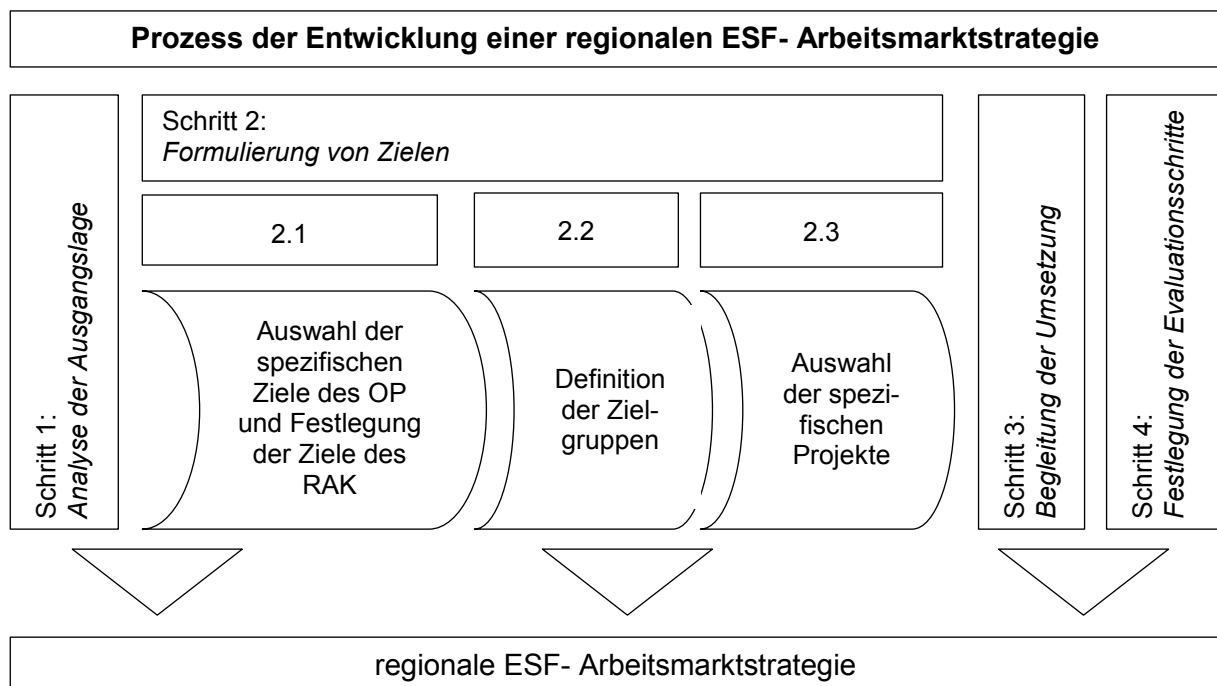 Prozess der Entwicklung einer regionalen ESF- Arbeitsmarktstrategie
Schritt 1:
Analyse der Ausgangslage
Schritt 2:
Formulierung von Zielen
2.1
Auswahl der
spezifischen
Ziele des OP
und Festlegung
der Ziele des
RAK
2.2
Definition
der Ziel-
gruppen
2.3
Auswahl
der spezi-
fischen
Projekte
Schritt 3:
Begleitung der Umsetzung
Schritt 4:
Festlegung der Evaluationsschritte
regionale ESF- Arbeitsmarktstrategie